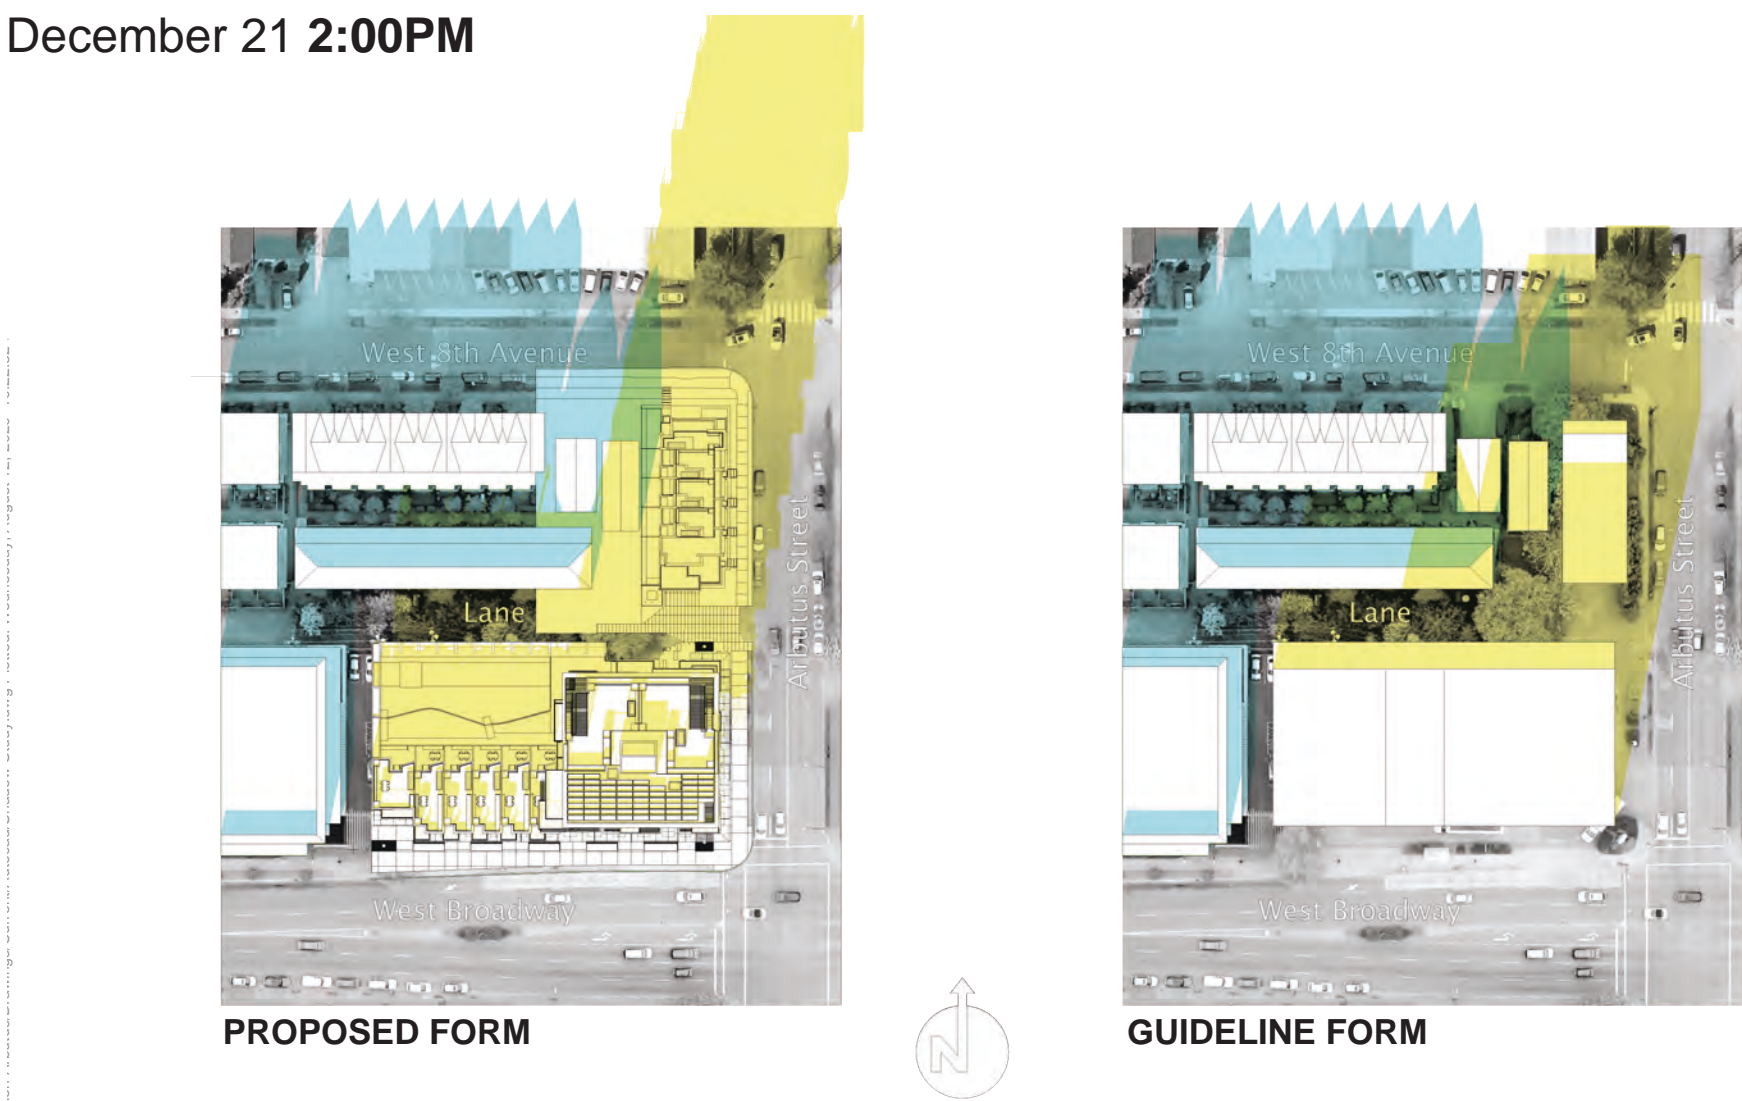 December 21 2:00PM
West 8th Avenue
Lane
Arbutus Street
West Broadway
PROPOSED FORM
N
West 8th Avenue
Lane
Arbutus Street
West Broadway
GUIDELINE FORM